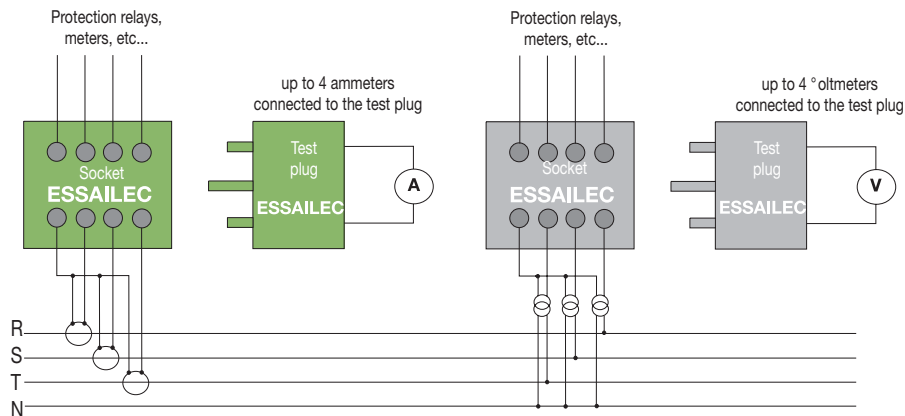 Protection relays,
meters, etc...
up to 4 ammeters
connected to the test plug
Socket
ESSAILEC
Test
plug
ESSAILEC
A
Protection relays,
meters, etc...
up to 4 °oltmeters
connected to the test plug
Socket
ESSAILEC
Test
plug
ESSAILEC
V
R
S
T
N